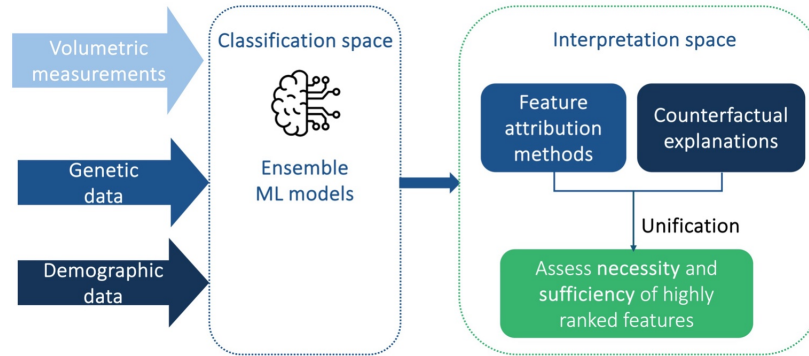 Volumetric
measurements
Genetic
data
Demographic
data
Classification space
Ensemble
ML models
Interpretation space
Feature
attribution
methods
Counterfactual
explanations
Unification
Assess necessity and
sufficiency of highly
ranked features